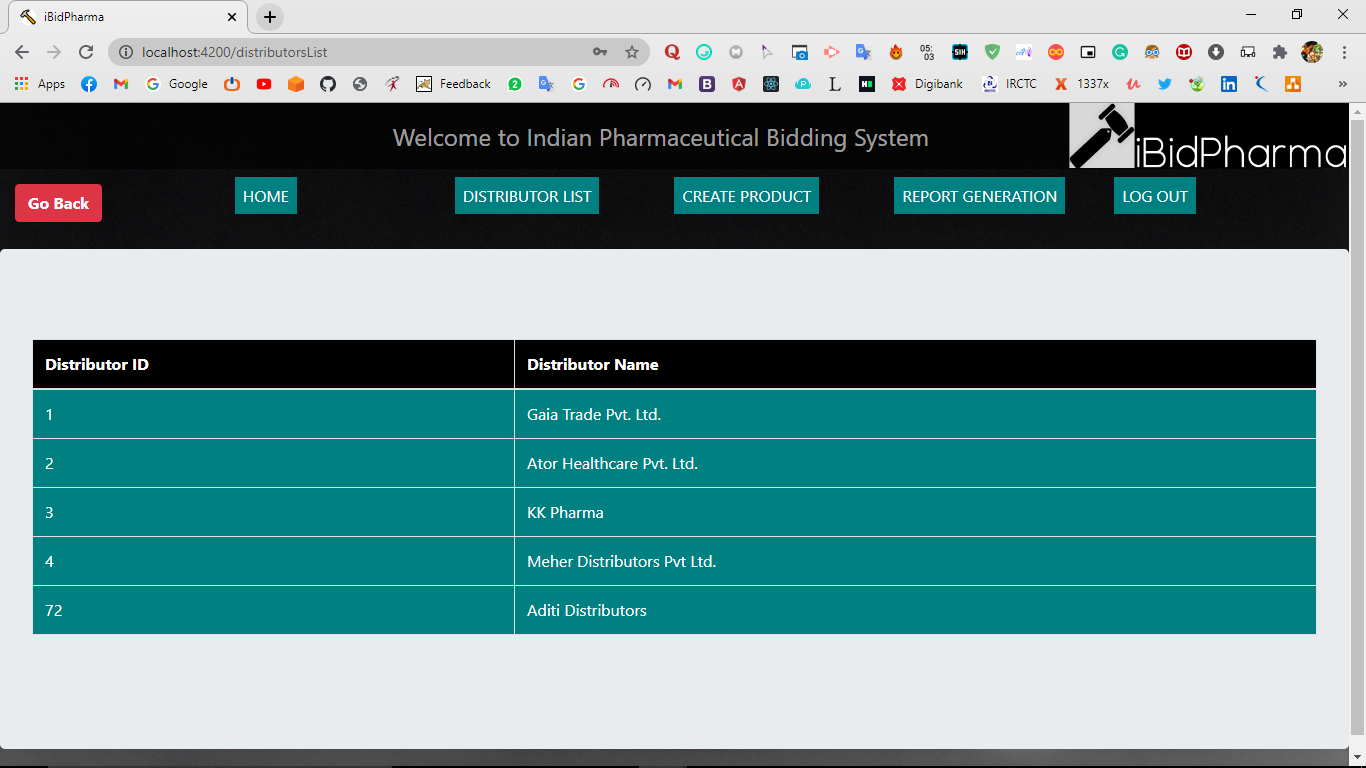 iBidPharma
localhost:4200/distributorsList
05:
03
Apps
Google
Feedback
Digibank
IRCTC
1337x
Welcome to Indian Pharmaceutical Bidding System
iBidPharma
Go Back
HOME
DISTRIBUTOR LIST
CREATE PRODUCT
REPORT GENERATION
LOG OUT
Distributor ID Distributor Name
1 Gaia Trade Pvt. Ltd.
2 Ator Healthcare Pvt. Ltd.
3 KK Pharma
4 Meher Distributors Pvt Ltd.
72 Aditi Distributors